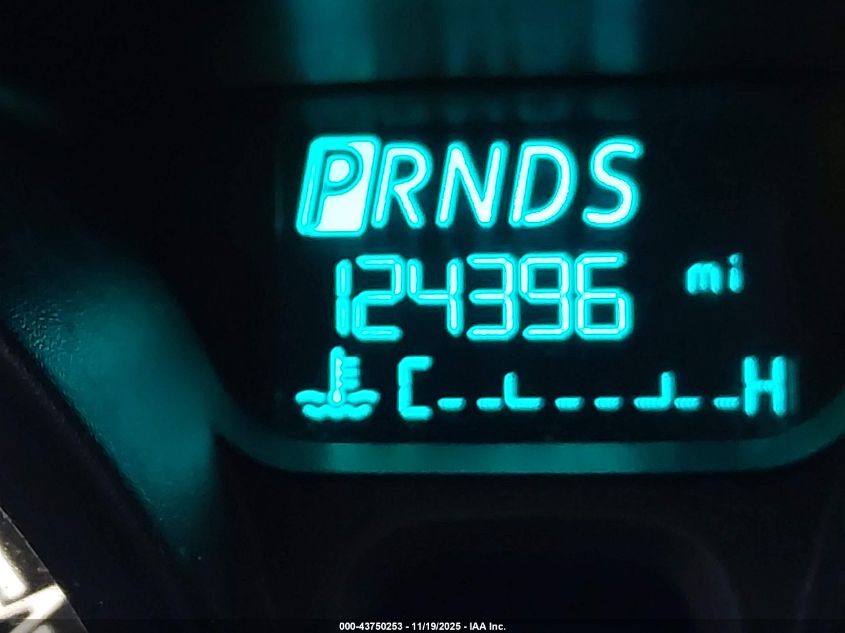 PRNDS
124396 mi
C H
000-43750253 - 11/19/2025 - IAA Inc.